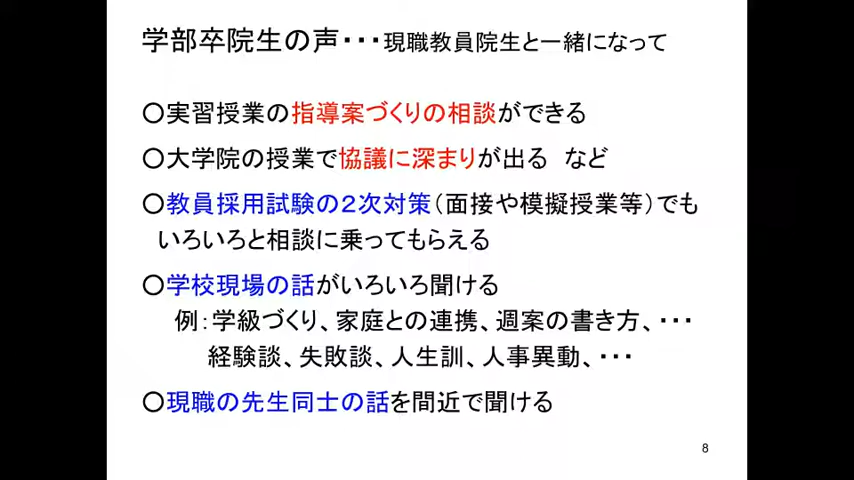 学部卒院生の声・・・現職教員院生と一緒になって
○実習授業の指導案づくりの相談ができる
○大学院の授業で協議に深まりが出る　など
○教員採用試験の２次対策（面接や模擬授業等）でも
いろいろと相談に乗ってもらえる
○学校現場の話がいろいろ聞ける
例：学級づくり、家庭との連携、週案の書き方、・・・
経験談、失敗談、人生訓、人事異動、・・・
○現職の先生同士の話を間近で聞ける
8